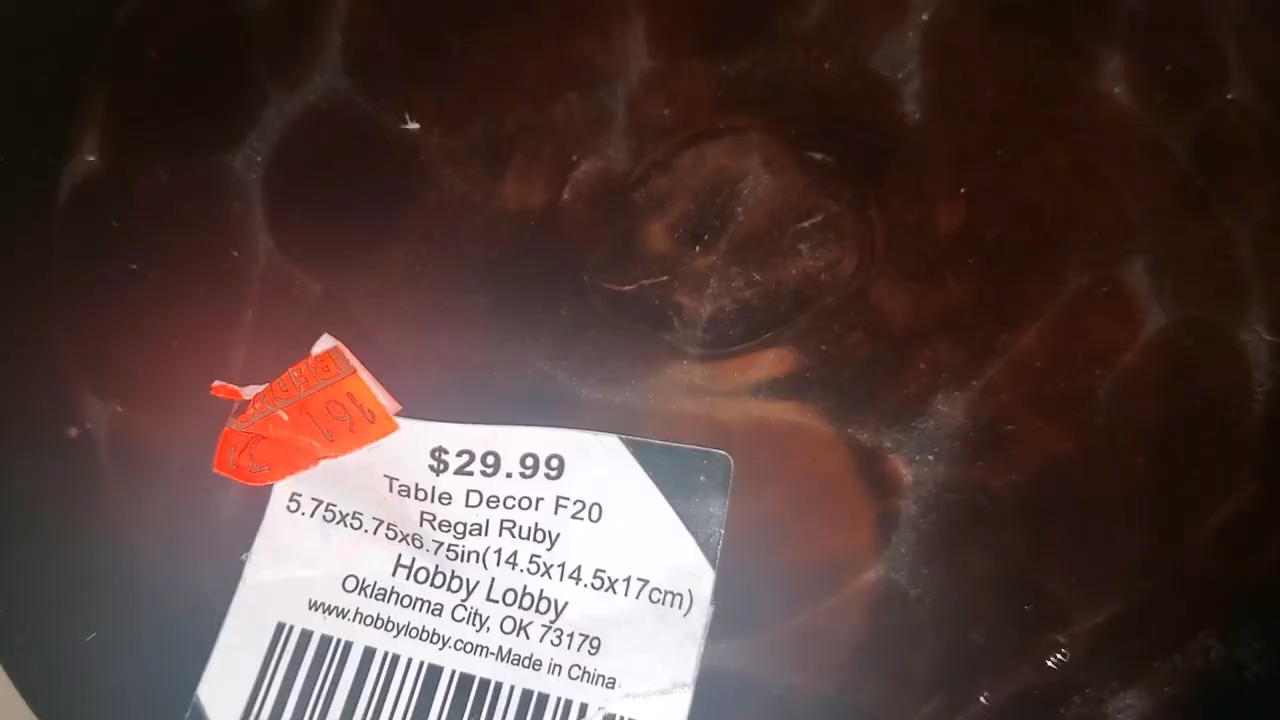 $29.99
Table Decor F20
Regal Ruby
5.75x5.75x6.75in(14.5x14.5x17cm)
Hobby Lobby
Oklahoma City, OK 73179
www.hobbylobby.com-Made in China